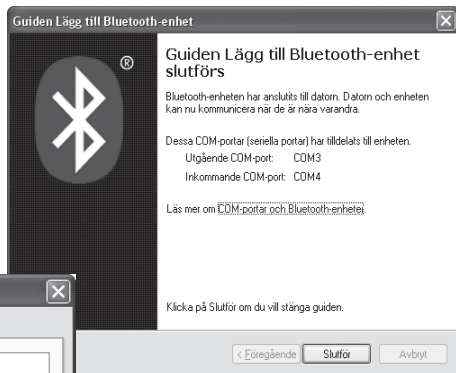 Guiden Lägg till Bluetooth-enhet
®
Guiden Lägg till Bluetooth-enhet
slutförs
Bluetooth-enheten har anslutits till datorn. Datorn och enheten
kan nu kommunicera när de är nära varandra.
Dessa COM-portar (seriella portar) har tilldelats till enheten.
Utgående COM-port: COM3
Inkommande COM-port: COM4
Läs mer om COM-portar och Bluetooth-enhetei.
Klicka på Slutför om du vill stänga guiden.
< Föregående
Slutför
Avbryt